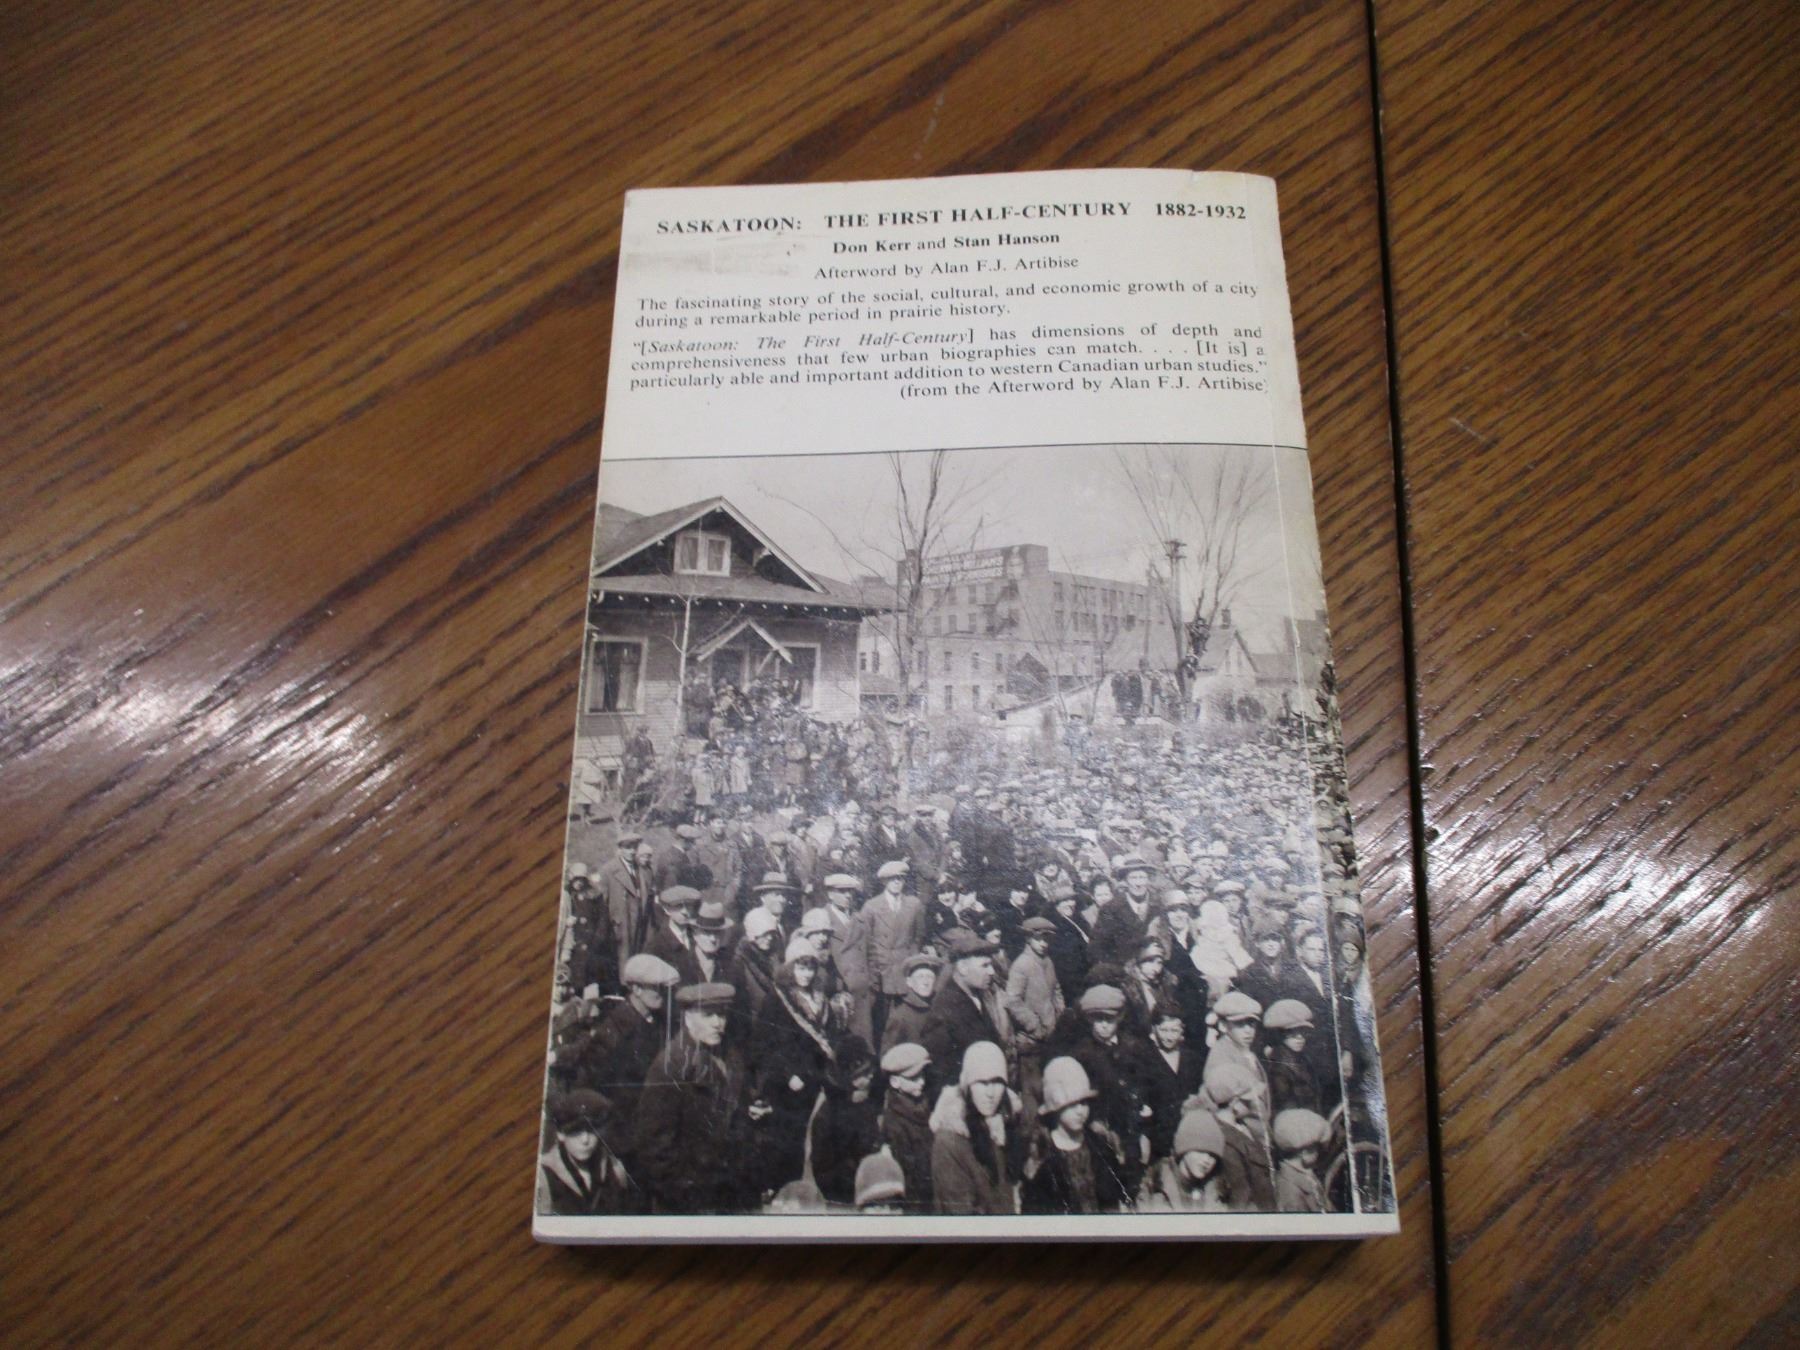 SASKATOON: THE FIRST HALF-CENTURY 1882-1932
Don Kerr and Stan Hanson
Afterword by Alan F.J. Artibise
The fascinating story of the social, cultural, and economic growth of a city
during a remarkable period in prairie history.
"[Saskatoon: The First Half-Century] has dimensions of depth and
comprehensiveness that few urban biographies can match. . . . [It is] a
particularly able and important addition to western Canadian urban studies."
(from the Afterword by Alan F.J. Artibise)